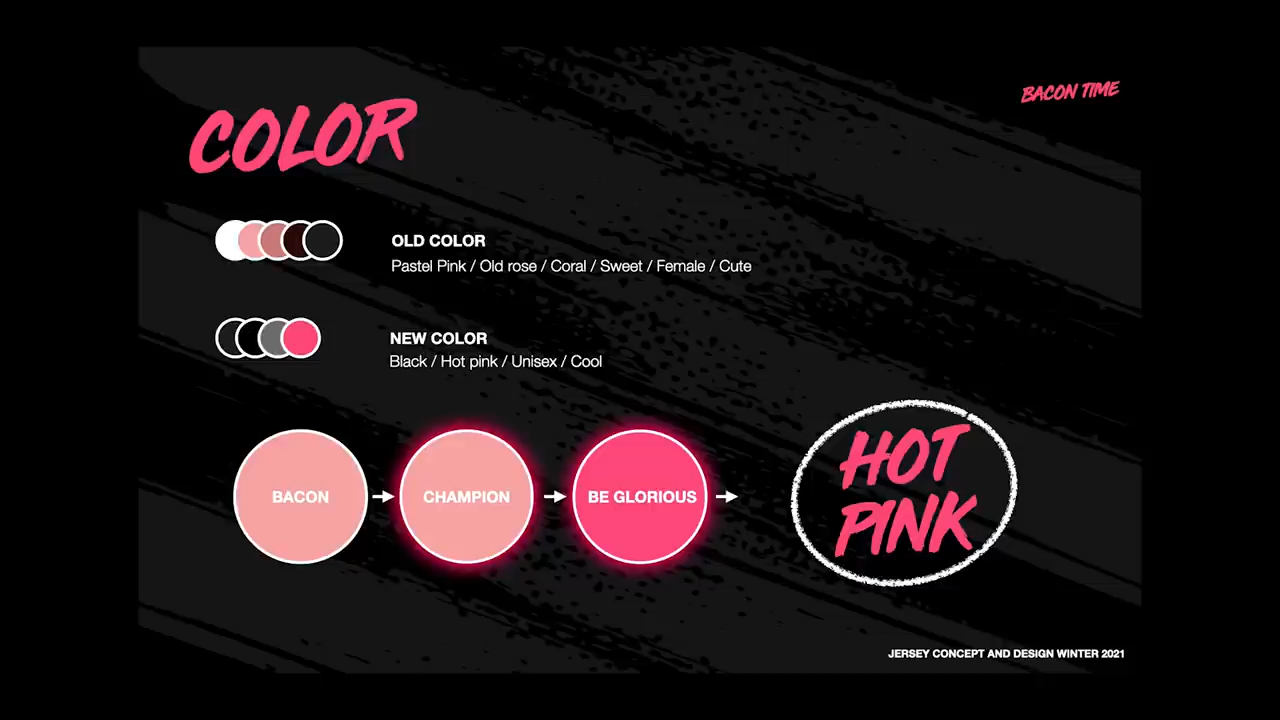 BACON TIME
COLOR
OLD COLOR
Pastel Pink / Old rose / Coral / Sweet / Female / Cute
NEW COLOR
Black / Hot pink / Unisex / Cool
BACON
CHAMPION
BE GLORIOUS
HOT
PINK
JERSEY CONCEPT AND DESIGN WINTER 2021